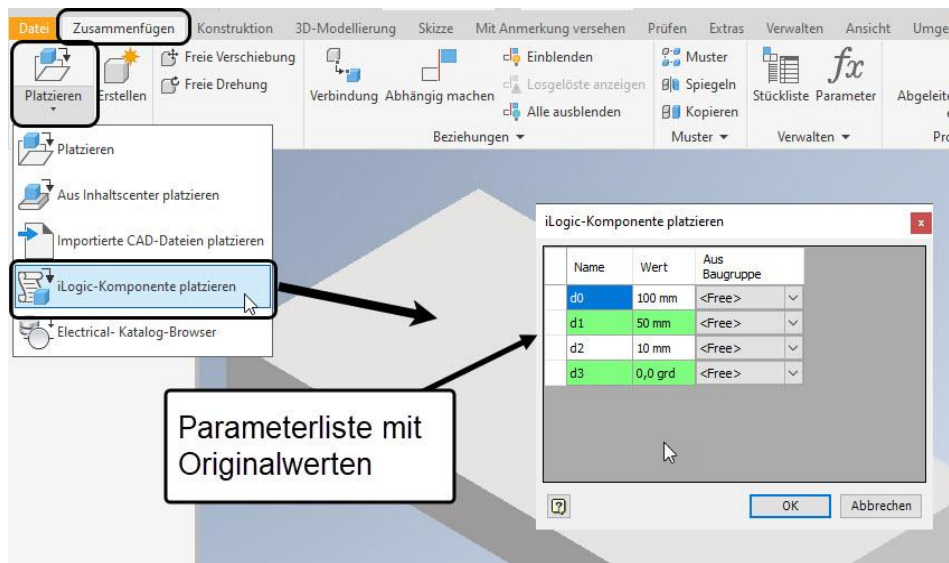 Datei Zusammenfügen Konstruktion 3D-Modellierung Skizze Mit Anmerkung versehen Prüfen Extras Verwalten Ansicht Umge
Platzieren
Erstellen
Freie Verschiebung
Freie Drehung
Verbindung
Abhängig machen
Einblenden
Losgelöste anzeigen
Alle ausblenden
Beziehungen
Muster
Spiegeln
Kopieren
Muster
Stückliste
fx
Parameter
Verwalten
Abgeleite
Pro
Platzieren
Aus Inhaltscenter platzieren
Importierte CAD-Dateien platzieren
iLogic-Komponente platzieren
Electrical- Katalog-Browser
Parameterliste mit
Originalwerten
iLogic-Komponente platzieren
x
Name Wert Aus
Baugruppe
d0 100 mm <Free>
d1 50 mm <Free>
d2 10 mm <Free>
d3 0,0 grd <Free>
?
OK Abbrechen